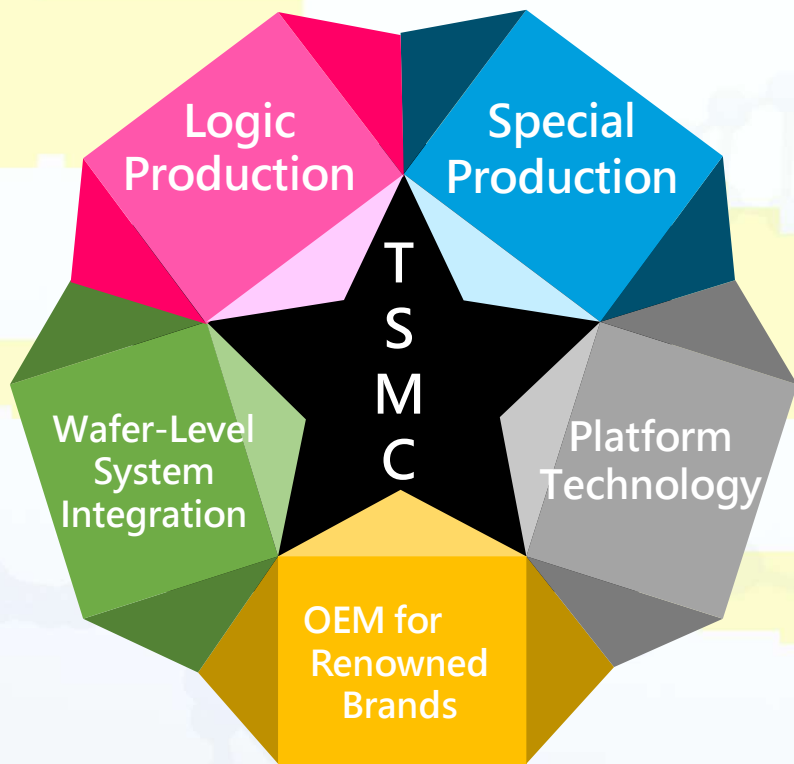 Logic
Production
Special
Production
T
S
M
C
Wafer-Level
System
Integration
Platform
Technology
OEM for
Renowned
Brands